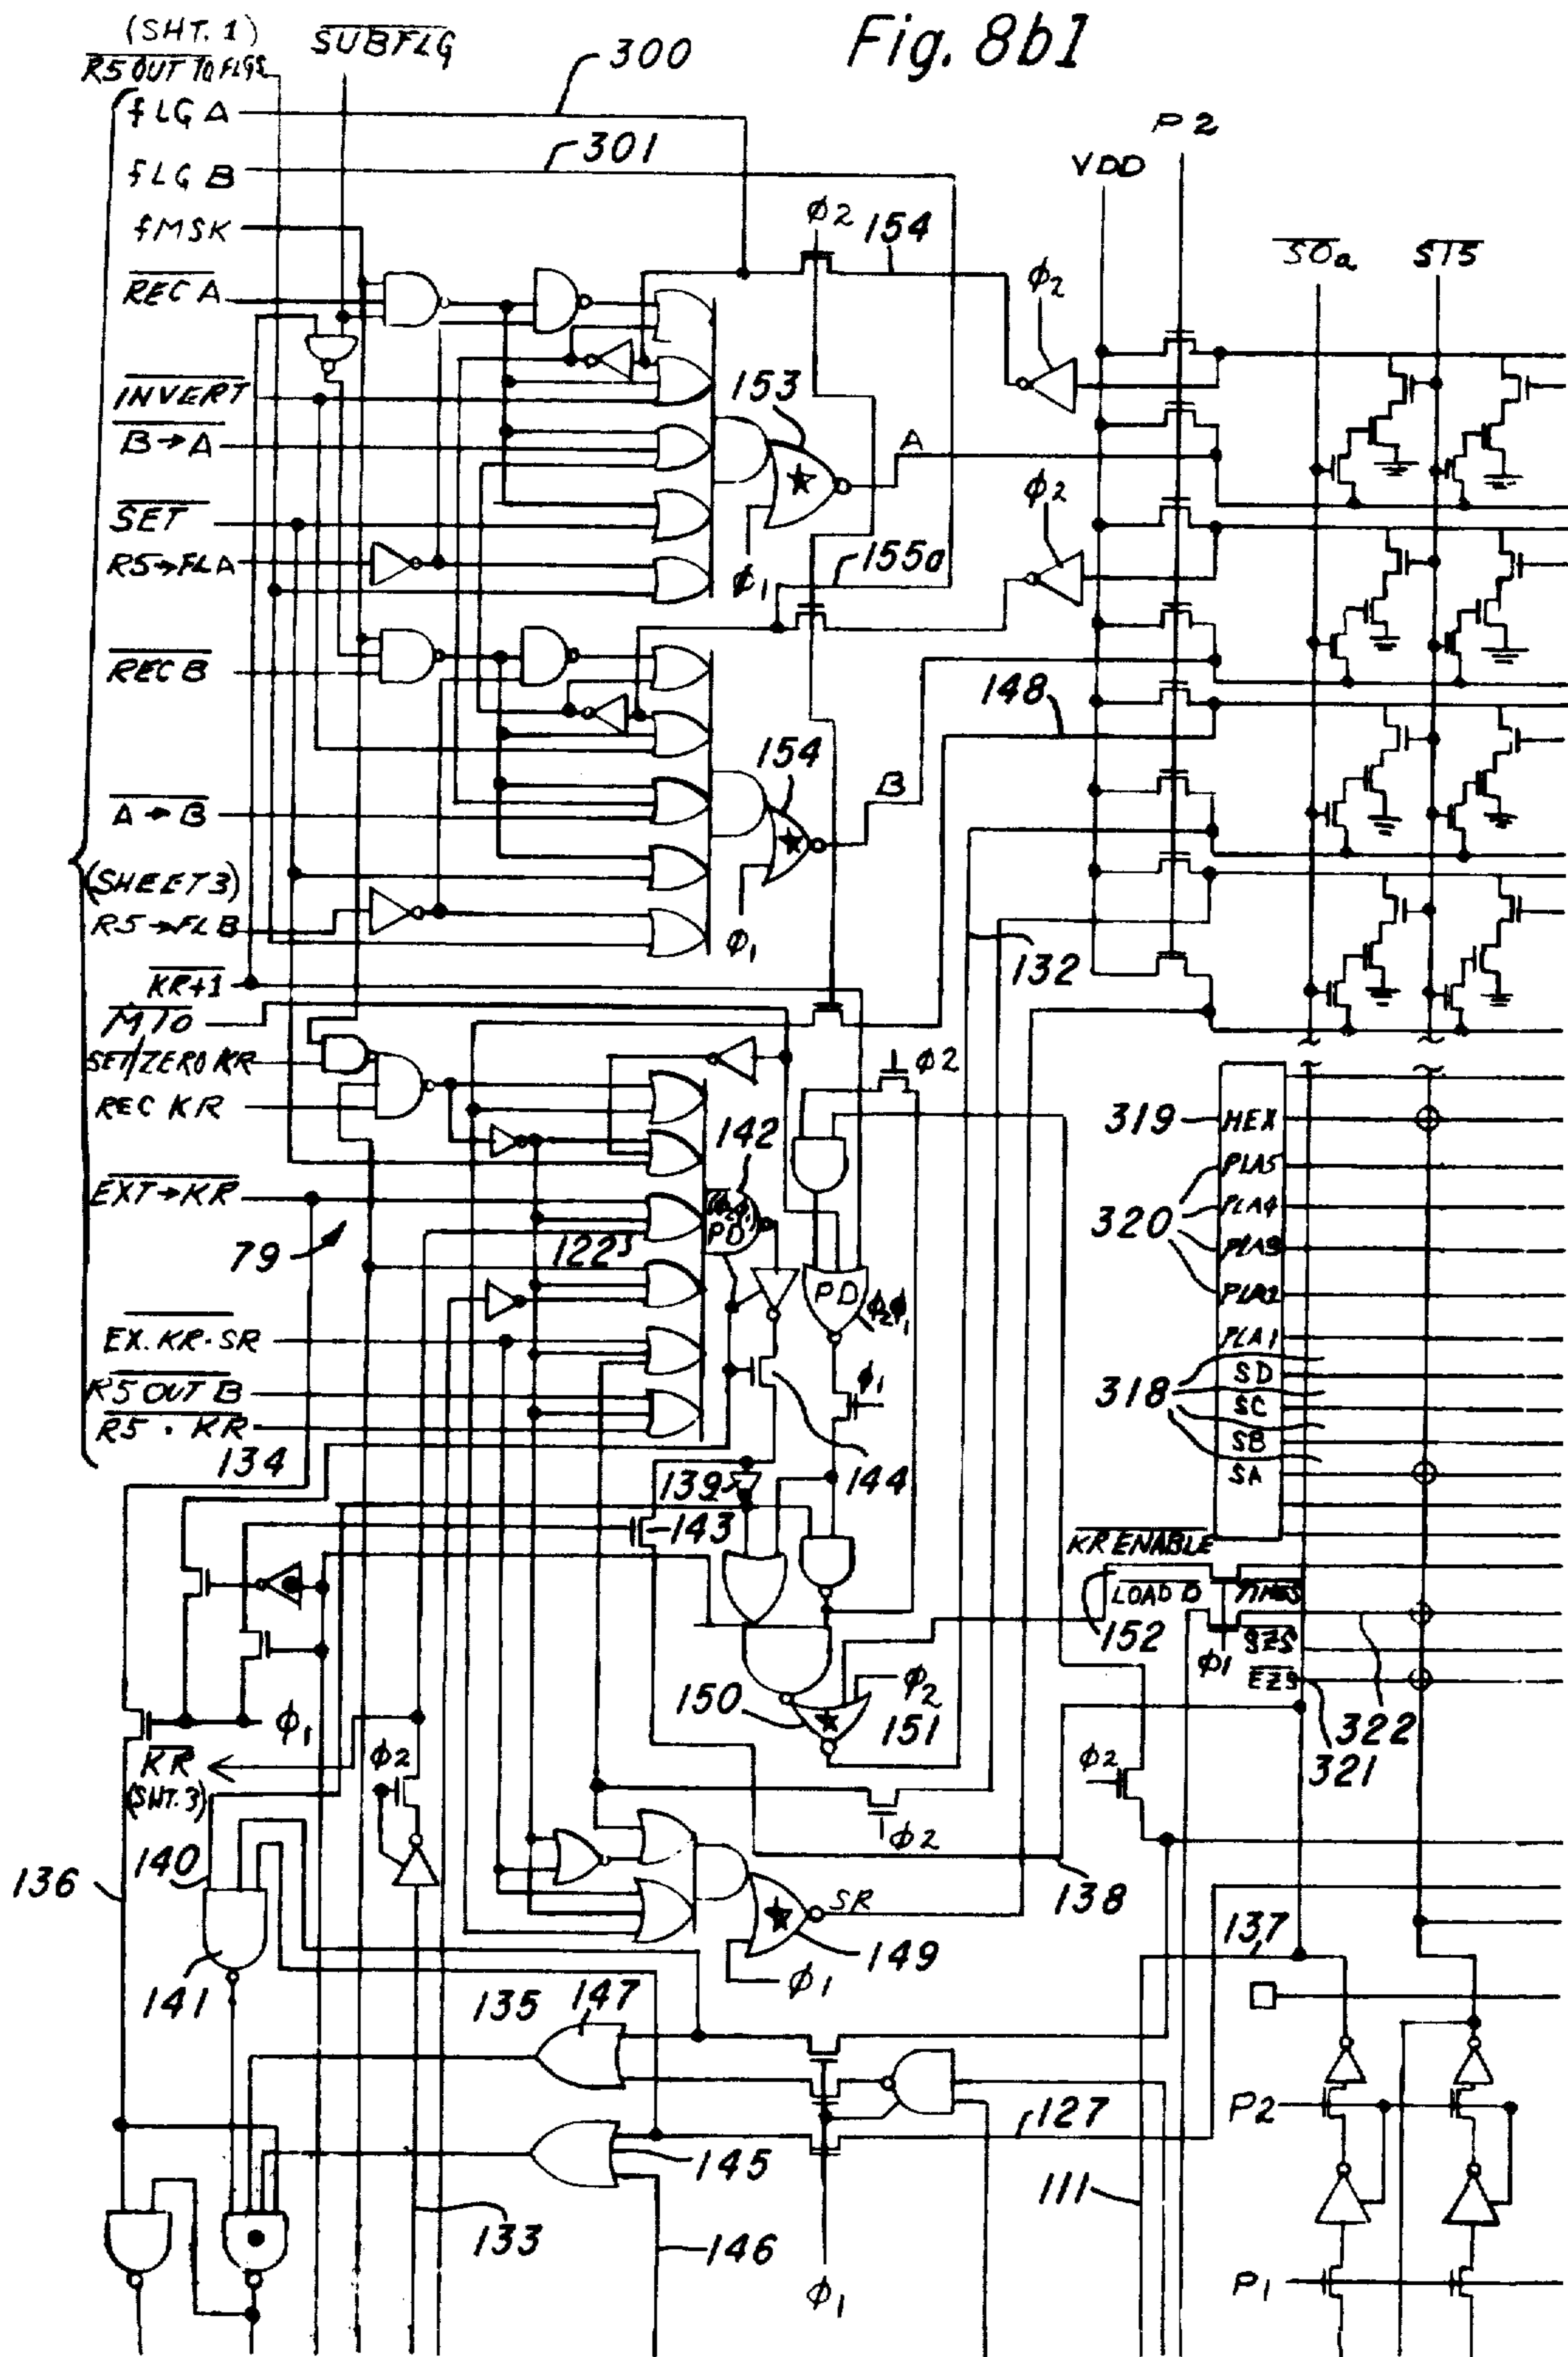 Fig. 8b1
(SHT. 1)
R5 OUT TO FLGS
SUBFLG
300
fLG A
301
fLG B
P2
VDD
fMSK
φ2
154
S0a
S15
REC A
φ2
INVERT
153
B→A
A
SET
φ2
R5→FLA
φ1
155a
REC B
148
154
B
A→B
(SHEET 3)
R5→FLB
φ1
132
KR+1
M10
SET/ZERO KR
φ2
REC KR
142
319
HEX
PLA5
EXT→KR
320
PLA4
79
122
PD
PLA3
PD
φ2φ1
PLA2
EX. KR·SR
PLA1
φ1
318
SD
R5 OUT B
SC
R5·KR
SB
134
144
SA
139
143
KR ENABLE
LOAD D
TIMES
152
φ1
SZS
EZS
150
φ2
151
322
321
φ1
KR
φ2
(SHT. 3)
φ2
φ2
136
140
SR
138
149
137
141
φ1
135
147
127
P2
145
111
133
146
φ1
P1